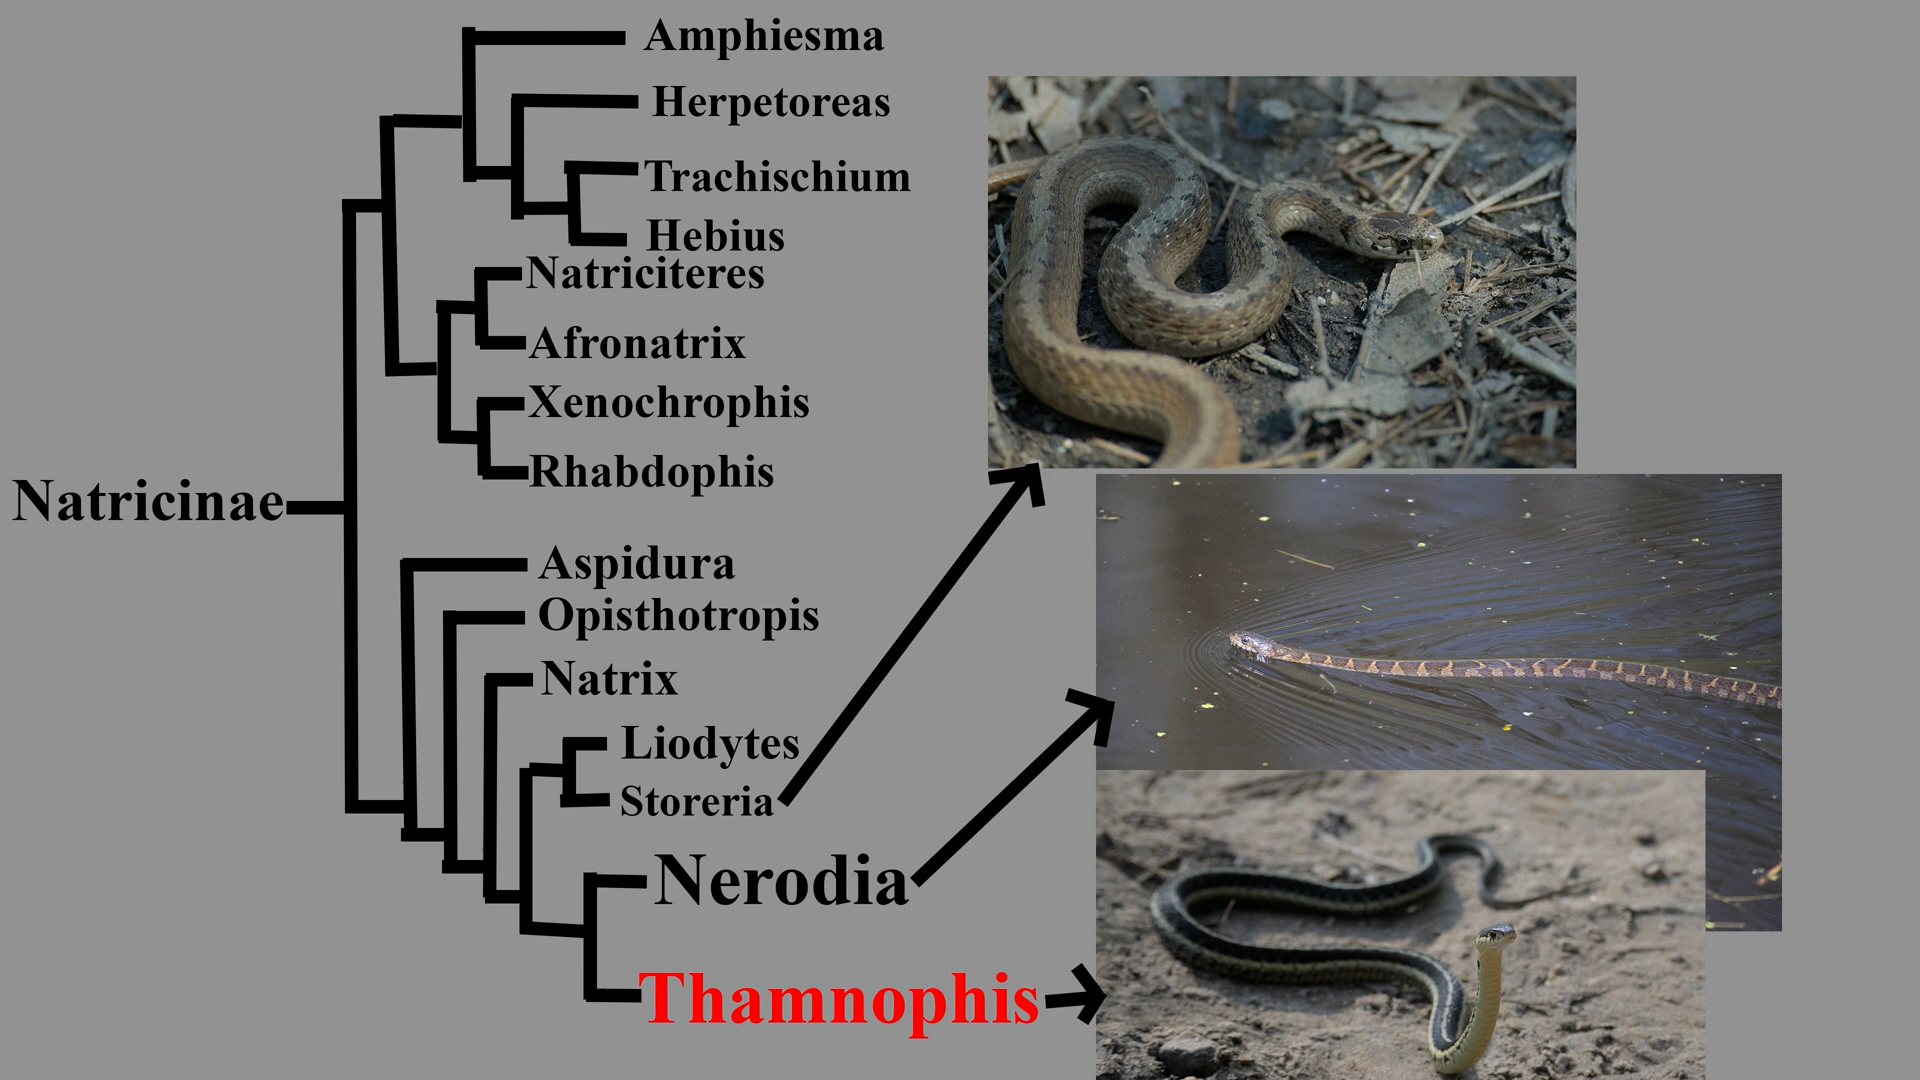 Amphiesma
Herpetoreas
Trachischium
Hebius
Natriciteres
Afronatrix
Xenochrophis
Rhabdophis
Natricinae
Aspidura
Opisthotropis
Natrix
Liodytes
Storeria
Nerodia
Thamnophis